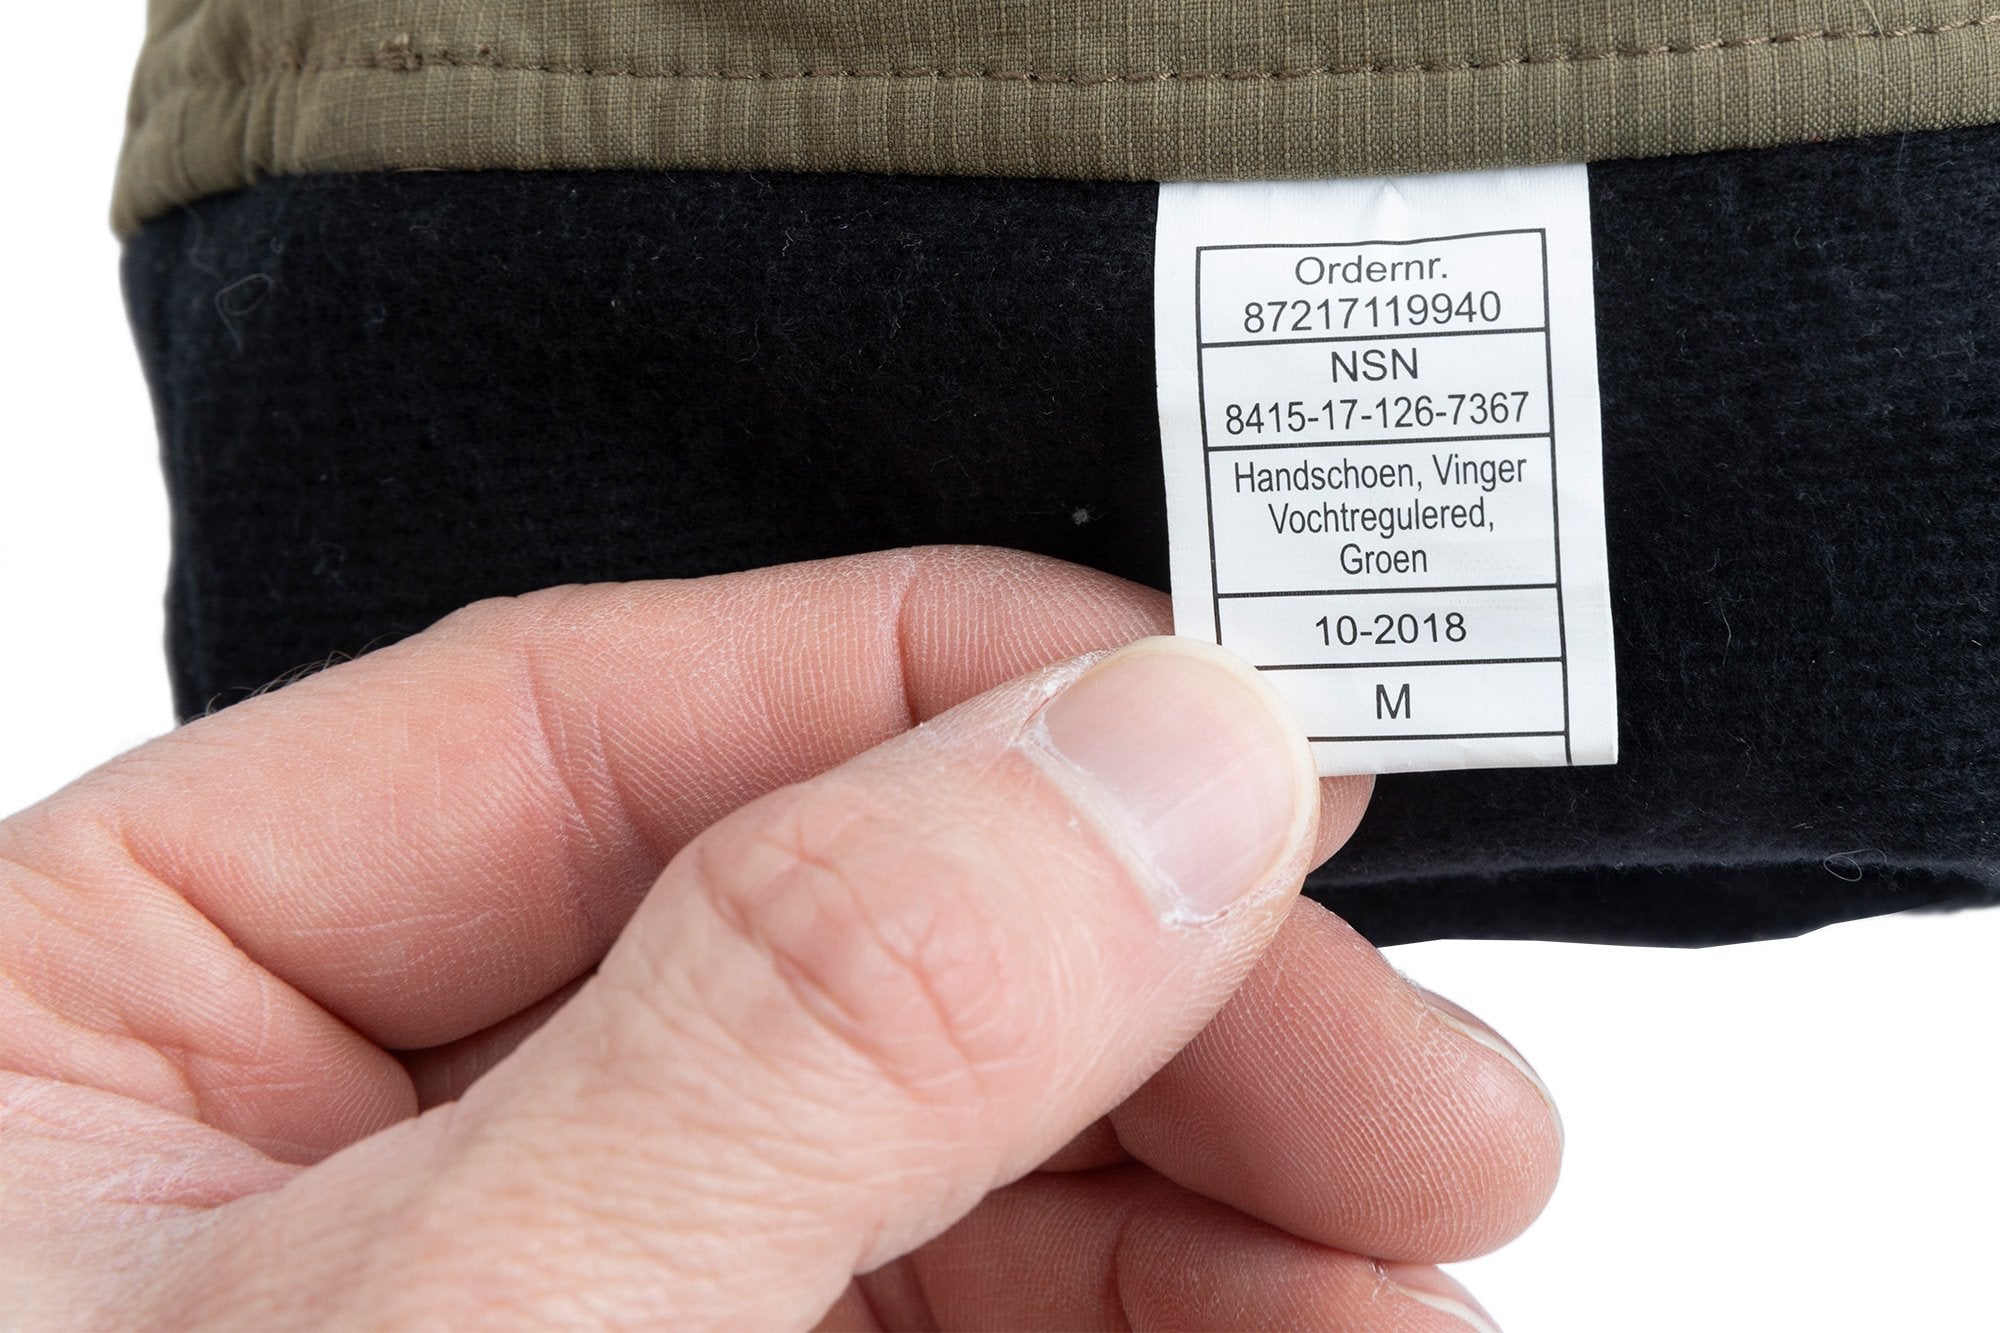 Ordernr.
87217119940
NSN
8415-17-126-7367
Handschoen, Vinger
Vochtregulered,
Groen
10-2018
M